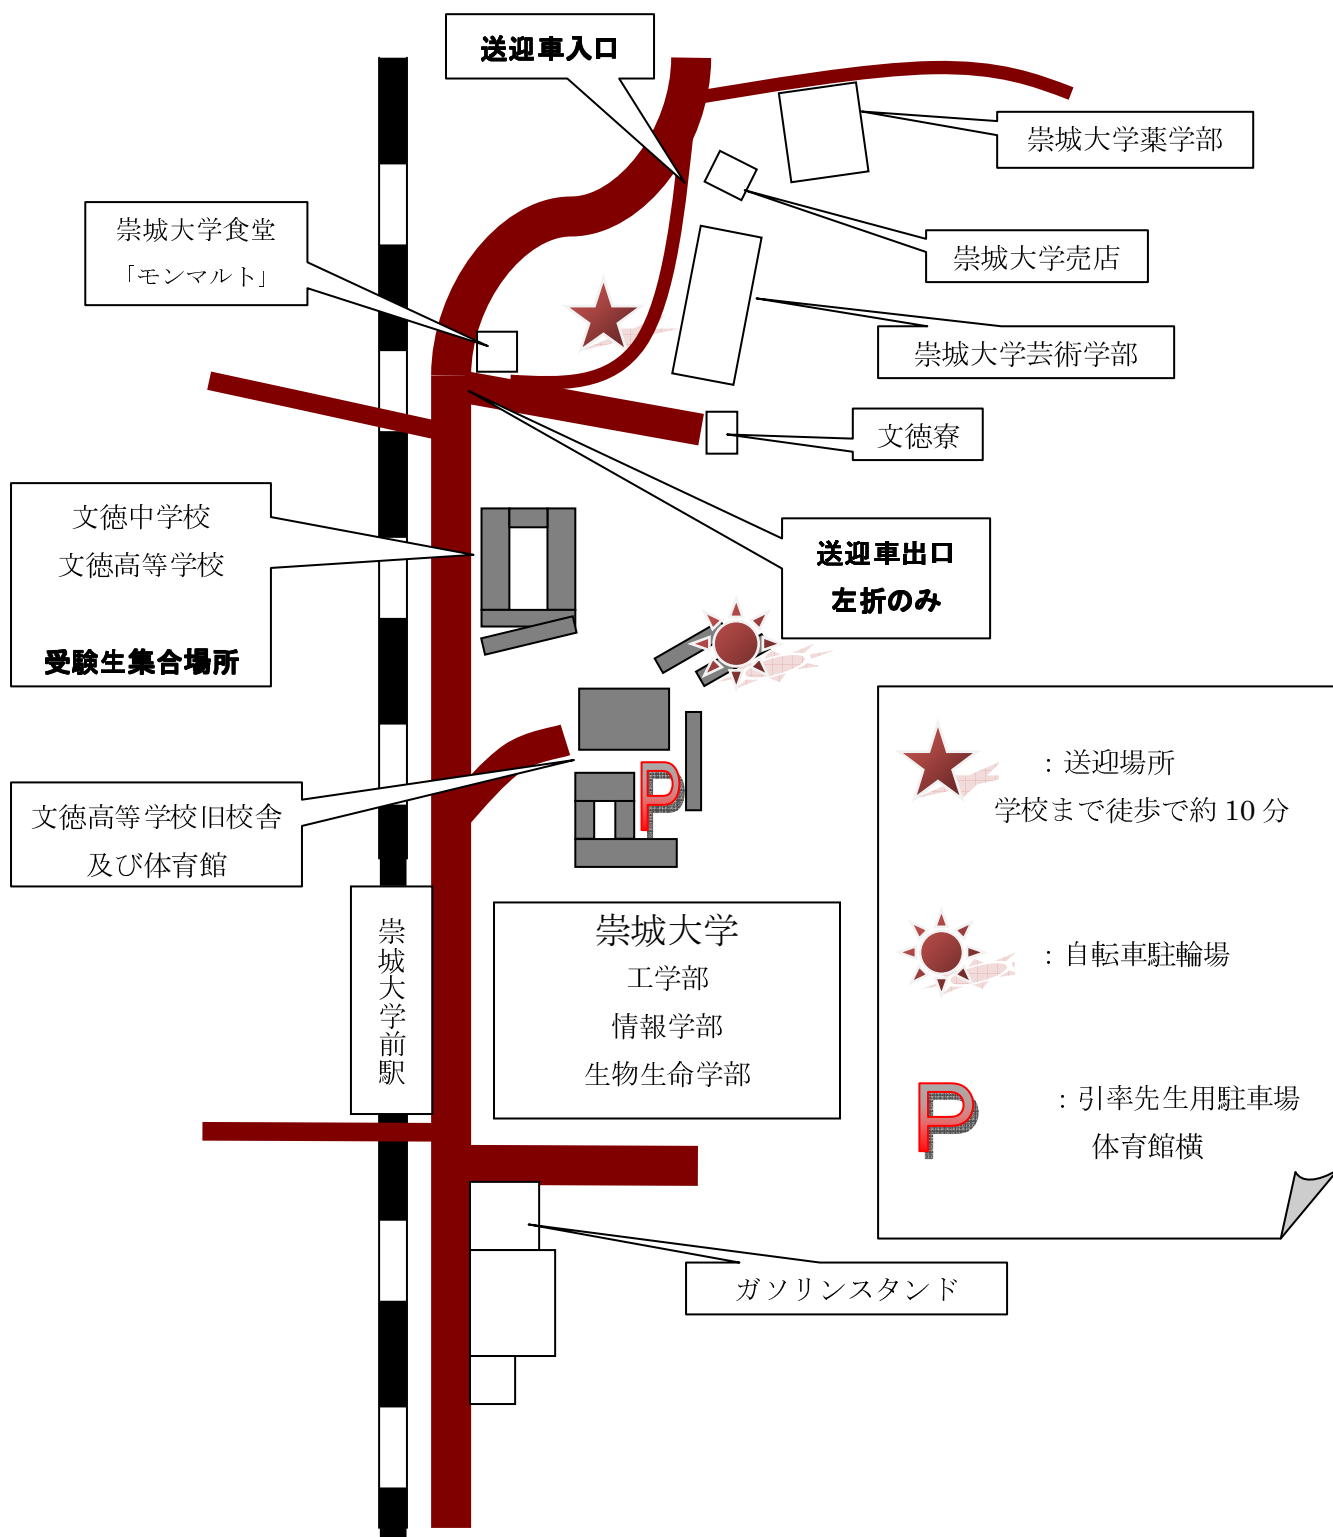 送迎車入口
崇城大学薬学部
崇城大学食堂
「モンマルト」
崇城大学売店
崇城大学芸術学部
文徳寮
文徳中学校
文徳高等学校
受験生集合場所
送迎車出口
左折のみ
：送迎場所
学校まで徒歩で約 10 分
文徳高等学校旧校舎
及び体育館
P
崇城大学前駅
崇城大学
工学部
情報学部
生物生命学部
：自転車駐輪場
P
：引率先生用駐車場
体育館横
ガソリンスタンド